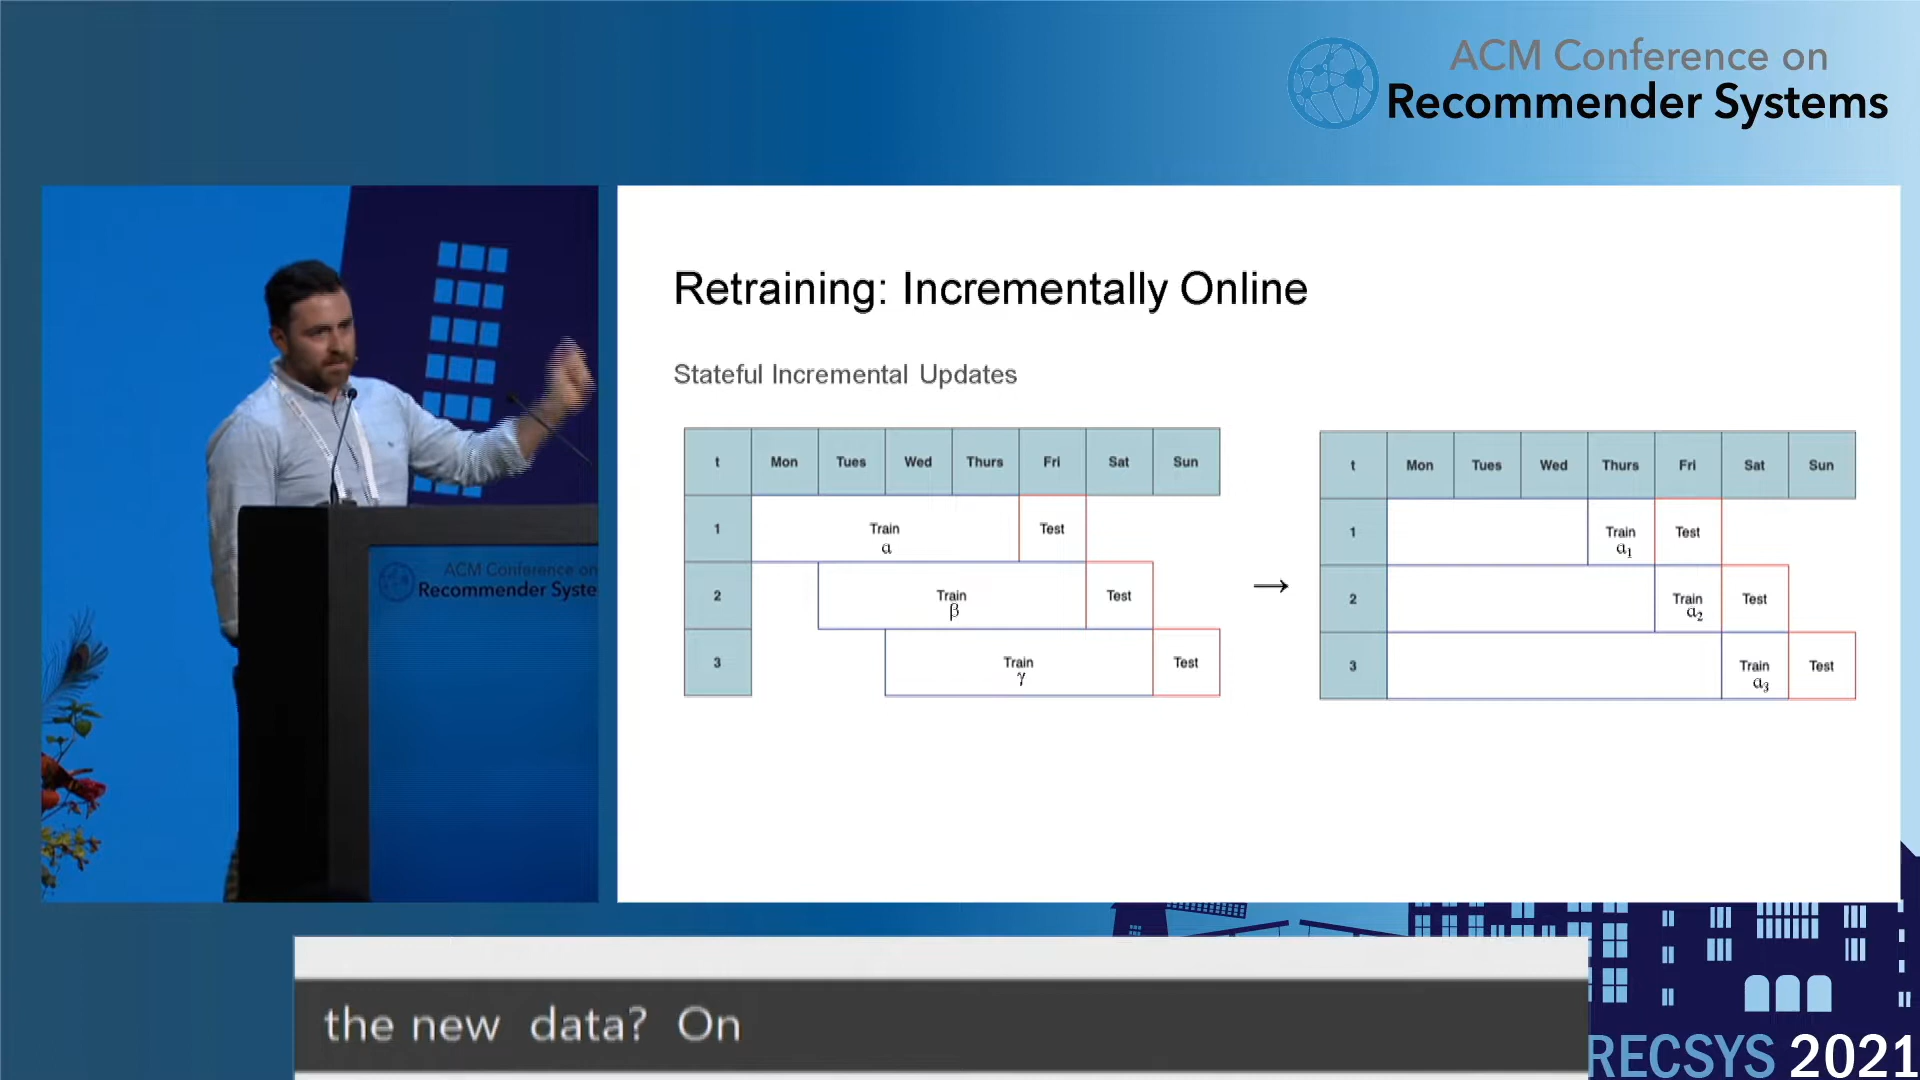 ACM Conference on
Recommender Systems
Retraining: Incrementally Online
Stateful Incremental Updates
t Mon Tues Wed Thurs Fri Sat Sun
1 Train Test
α
2 Train Test
β
3 Train Test
γ
→
t Mon Tues Wed Thurs Fri Sat Sun
1 Train Test
α1
2 Train Test
α2
3 Train Test
α3
ACM Conference on
Recommender Syste
the new data? On
RECSYS 2021